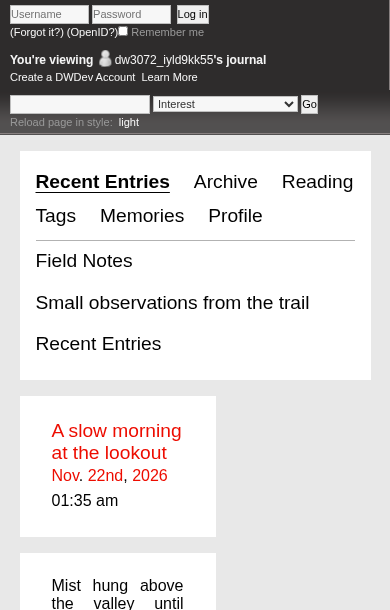 Username Password Log in
(Forgot it?) (OpenID?) Remember me
You're viewing dw3072_iyld9kk55's journal
Create a DWDev Account Learn More
Interest Go
Reload page in style: light
Recent Entries Archive Reading
Tags Memories Profile
Field Notes
Small observations from the trail
Recent Entries
A slow morning
at the lookout
Nov. 22nd, 2026
01:35 am
Mist hung above
the valley until